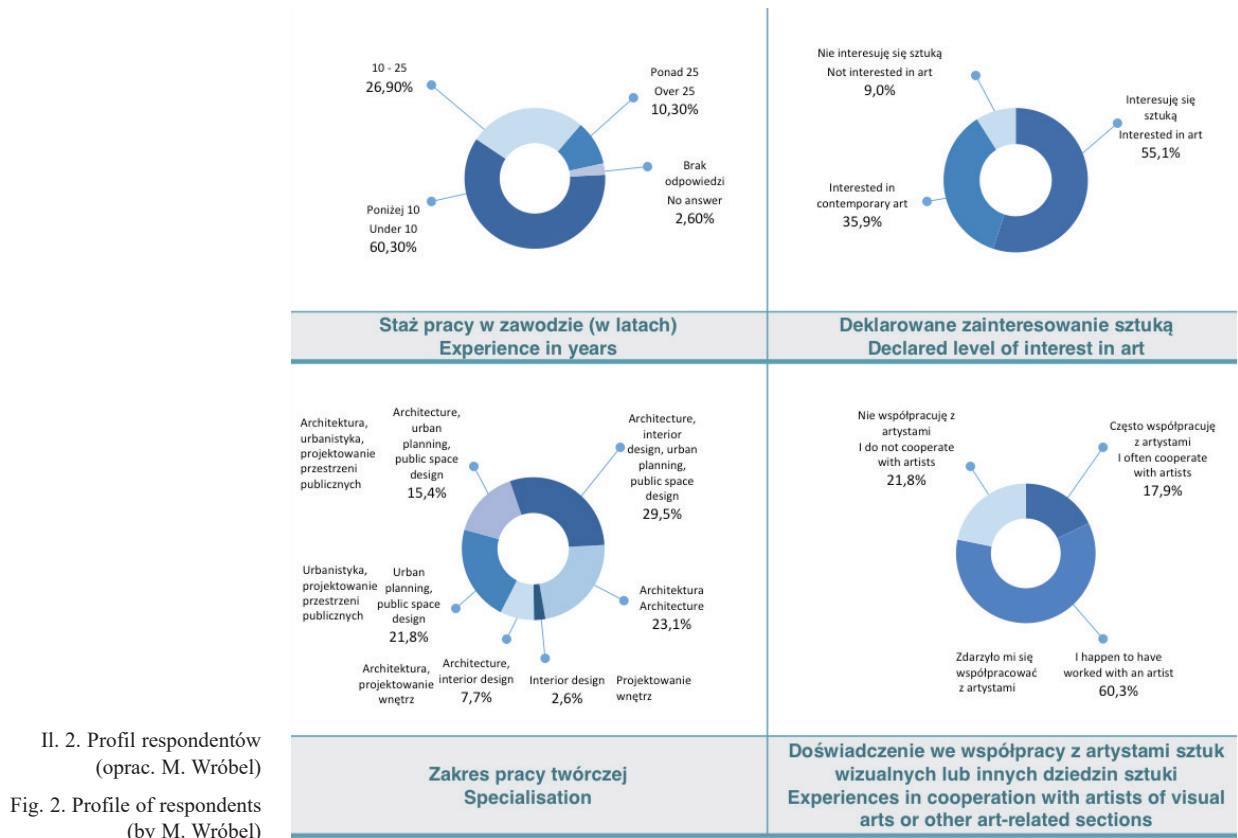 10 - 25
26,90%
Ponad 25
Over 25
10,30%
Brak
odpowiedzi
No answer
2,60%
Poniżej 10
Under 10
60,30%
Staż pracy w zawodzie (w latach)
Experience in years
Nie interesuję się sztuką
Not interested in art
9,0%
Interesuję się
sztuką
Interested in art
55,1%
Interested in
contemporary art
35,9%
Deklarowane zainteresowanie sztuką
Declared level of interest in art
Architektura,
urbanistyka,
projektowanie
przestrzeni
publicznych
Architecture,
urban
planning,
public space
design
15,4%
Architecture,
interior
design, urban
planning,
public space
design
29,5%
Urbanistyka,
projektowanie
przestrzeni
publicznych
Urban
planning,
public space
design
21,8%
Architektura
Architecture
23,1%
Architektura,
projektowanie
wnętrz
Architecture,
interior design
7,7%
Interior design
2,6%
Projektowanie
wnętrz
Zakres pracy twórczej
Specialisation
Nie współpracuję z
artystami
I do not cooperate
with artists
21,8%
Często współpracuję
z artystami
I often cooperate
with artists
17,9%
Zdarzyło mi się
współpracować
z artystami
I happen to have
worked with an artist
60,3%
Doświadczenie we współpracy z artystami sztuk
wizualnych lub innych dziedzin sztuki
Experiences in cooperation with artists of visual
arts or other art-related sections
Il. 2. Profil respondentów
(oprac. M. Wróbel)
Fig. 2. Profile of respondents
(by M. Wróbel)